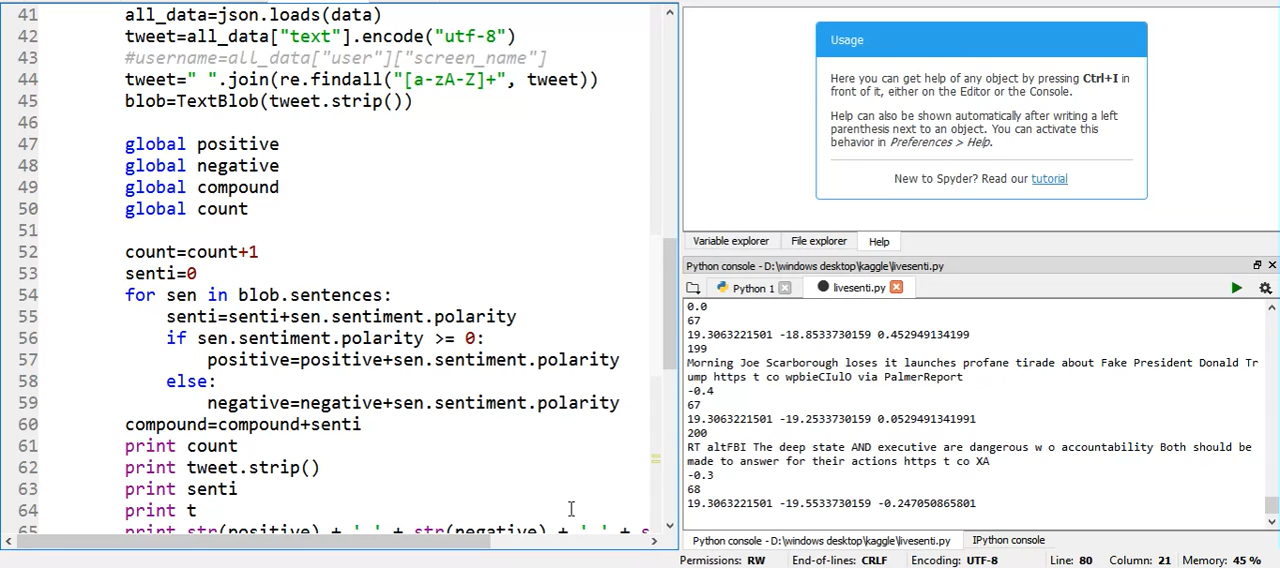 41 all_data=json.loads(data)
42 tweet=all_data["text"].encode("utf-8")
43 #username=all_data["user"]["screen_name"]
44 tweet=" ".join(re.findall("[a-zA-Z]+", tweet))
45 blob=TextBlob(tweet.strip())
46
47 global positive
48 global negative
49 global compound
50 global count
51
52 count=count+1
53 senti=0
54 for sen in blob.sentences:
55 senti=senti+sen.sentiment.polarity
56 if sen.sentiment.polarity >= 0:
57 positive=positive+sen.sentiment.polarity
58 else:
59 negative=negative+sen.sentiment.polarity
60 compound=compound+senti
61 print count
62 print tweet.strip()
63 print senti
64 print t
65 print str(positive) + ' ' + str(negative) + ' ' + s
Usage
Here you can get help of any object by pressing Ctrl+I in
front of it, either on the Editor or the Console.
Help can also be shown automatically after writing a left
parenthesis next to an object. You can activate this
behavior in Preferences > Help.
New to Spyder? Read our tutorial
Variable explorer File explorer Help
Python console - D:\windows desktop\kaggle\livesenti.py
Python 1 livesenti.py
0.0
67
19.3063221501 -18.8533730159 0.452949134199
199
Morning Joe Scarborough loses it launches profane tirade about Fake President Donald Tr
ump https t co wpbieCIulO via PalmerReport
-0.4
67
19.3063221501 -19.2533730159 0.0529491341991
200
RT altFBI The deep state AND executive are dangerous w o accountability Both should be
made to answer for their actions https t co XA
-0.3
68
19.3063221501 -19.5533730159 -0.247050865801
Python console - D:\windows desktop\kaggle\livesenti.py IPython console
Permissions: RW End-of-lines: CRLF Encoding: UTF-8 Line: 80 Column: 21 Memory: 45 %